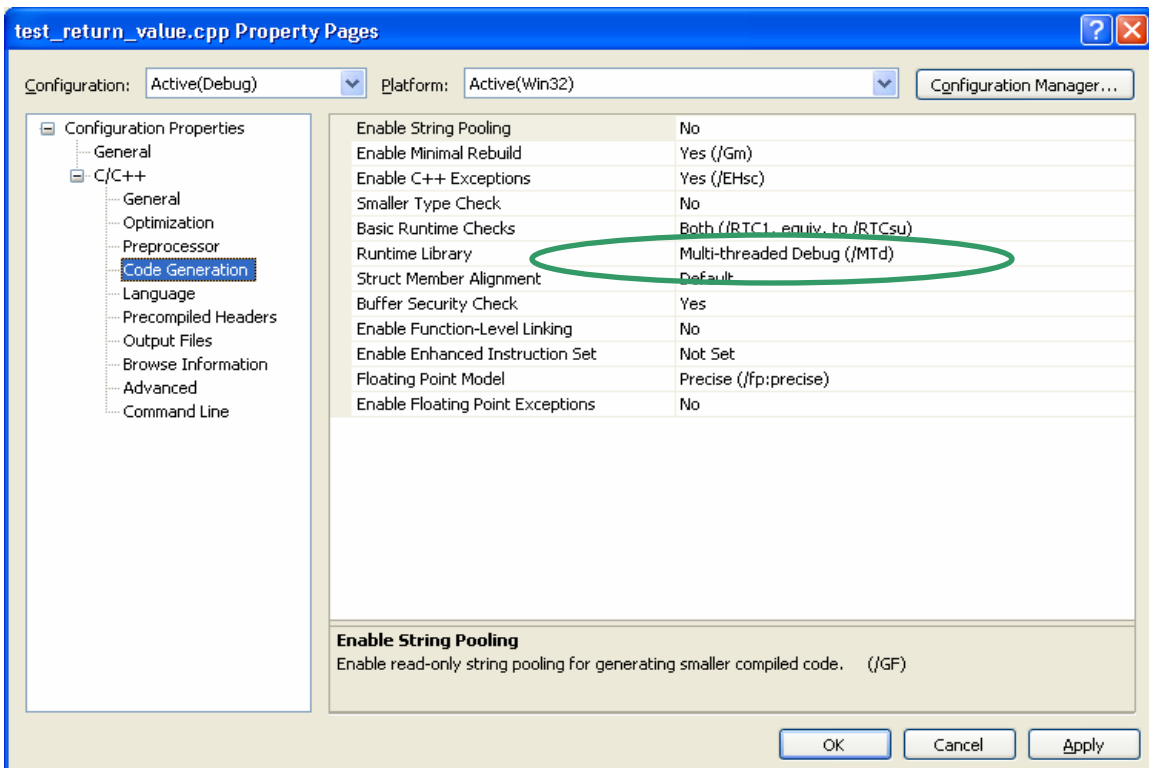 test_return_value.cpp Property Pages
Configuration: Active(Debug) Platform: Active(Win32) Configuration Manager...
Configuration Properties
General
C/C++
General
Optimization
Preprocessor
Code Generation
Language
Precompiled Headers
Output Files
Browse Information
Advanced
Command Line
Enable String Pooling No
Enable Minimal Rebuild Yes (/Gm)
Enable C++ Exceptions Yes (/EHsc)
Smaller Type Check No
Basic Runtime Checks Both (/RTC1, equiv. to /RTCsu)
Runtime Library Multi-threaded Debug (/MTd)
Struct Member Alignment Default
Buffer Security Check Yes
Enable Function-Level Linking No
Enable Enhanced Instruction Set Not Set
Floating Point Model Precise (/fp:precise)
Enable Floating Point Exceptions No
Enable String Pooling
Enable read-only string pooling for generating smaller compiled code. (/GF)
OK Cancel Apply